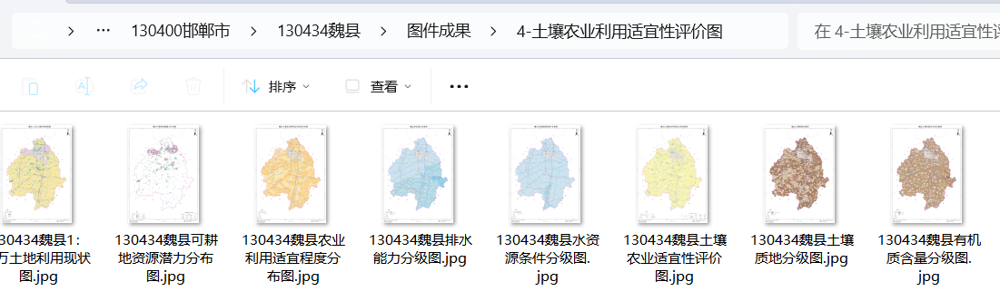 … 130400邯郸市 > 130434魏县 > 图件成果 > 4-土壤农业利用适宜性评价图
在 4-土壤农业利用适宜性评
排序
查看
30434魏县1：
万土地利用现状
图.jpg
130434魏县可耕
地资源潜力分布
图.jpg
130434魏县农业
利用适宜程度分
布图.jpg
130434魏县排水
能力分级图.jpg
130434魏县水资
源条件分级图.
jpg
130434魏县土壤
农业适宜性评价
图.jpg
130434魏县土壤
质地分级图.jpg
130434魏县有机
质含量分级图.
jpg